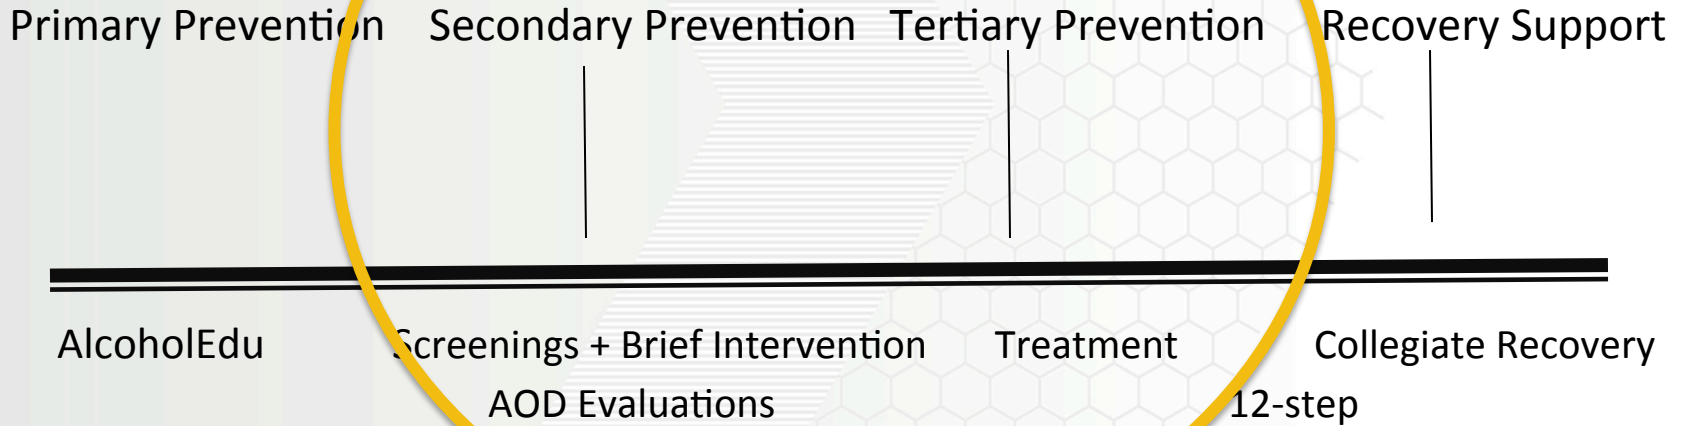 Primary Prevention Secondary Prevention Tertiary Prevention Recovery Support
AlcoholEdu Screenings + Brief Intervention Treatment Collegiate Recovery
AOD Evaluations 12-step